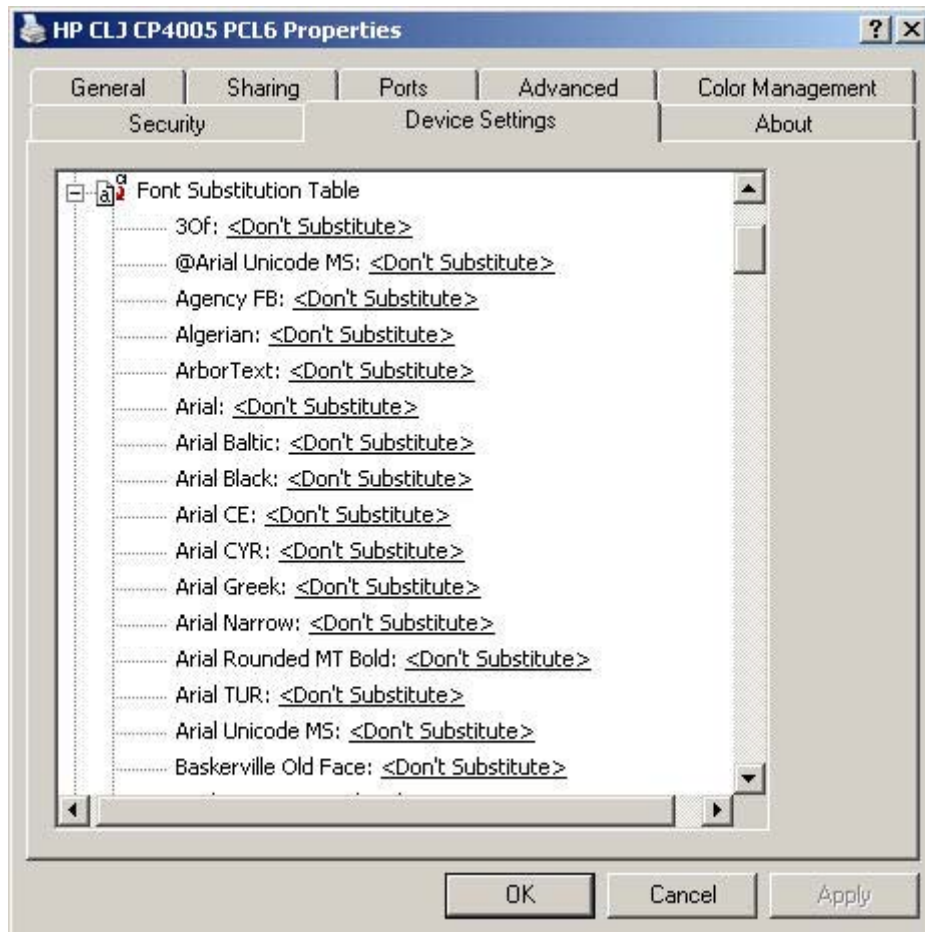 HP CLJ CP4005 PCL6 Properties
General Sharing Ports Advanced Color Management
Security Device Settings About
Font Substitution Table
3Of: <Don't Substitute>
@Arial Unicode MS: <Don't Substitute>
Agency FB: <Don't Substitute>
Algerian: <Don't Substitute>
ArborText: <Don't Substitute>
Arial: <Don't Substitute>
Arial Baltic: <Don't Substitute>
Arial Black: <Don't Substitute>
Arial CE: <Don't Substitute>
Arial CYR: <Don't Substitute>
Arial Greek: <Don't Substitute>
Arial Narrow: <Don't Substitute>
Arial Rounded MT Bold: <Don't Substitute>
Arial TUR: <Don't Substitute>
Arial Unicode MS: <Don't Substitute>
Baskerville Old Face: <Don't Substitute>
OK Cancel Apply